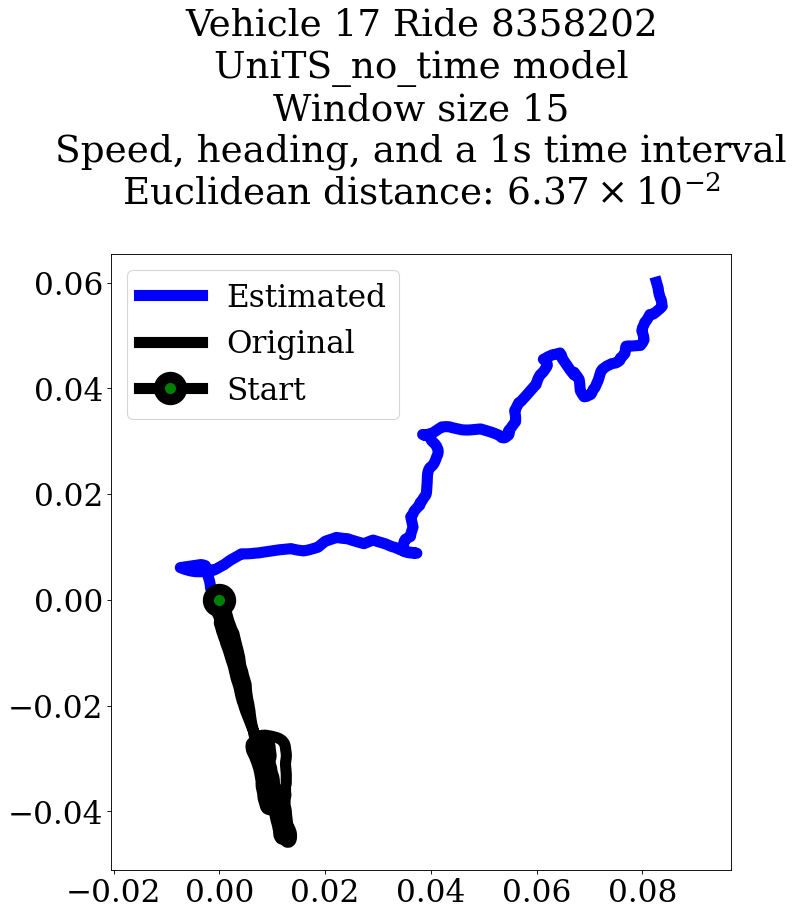 Vehicle 17 Ride 8358202
UniTS_no_time model
Window size 15
Speed, heading, and a 1s time interval
Euclidean distance: 6.37 × 10⁻²
Estimated
Original
Start
0.06
0.04
0.02
0.00
−0.02
−0.04
−0.02 0.00 0.02 0.04 0.06 0.08